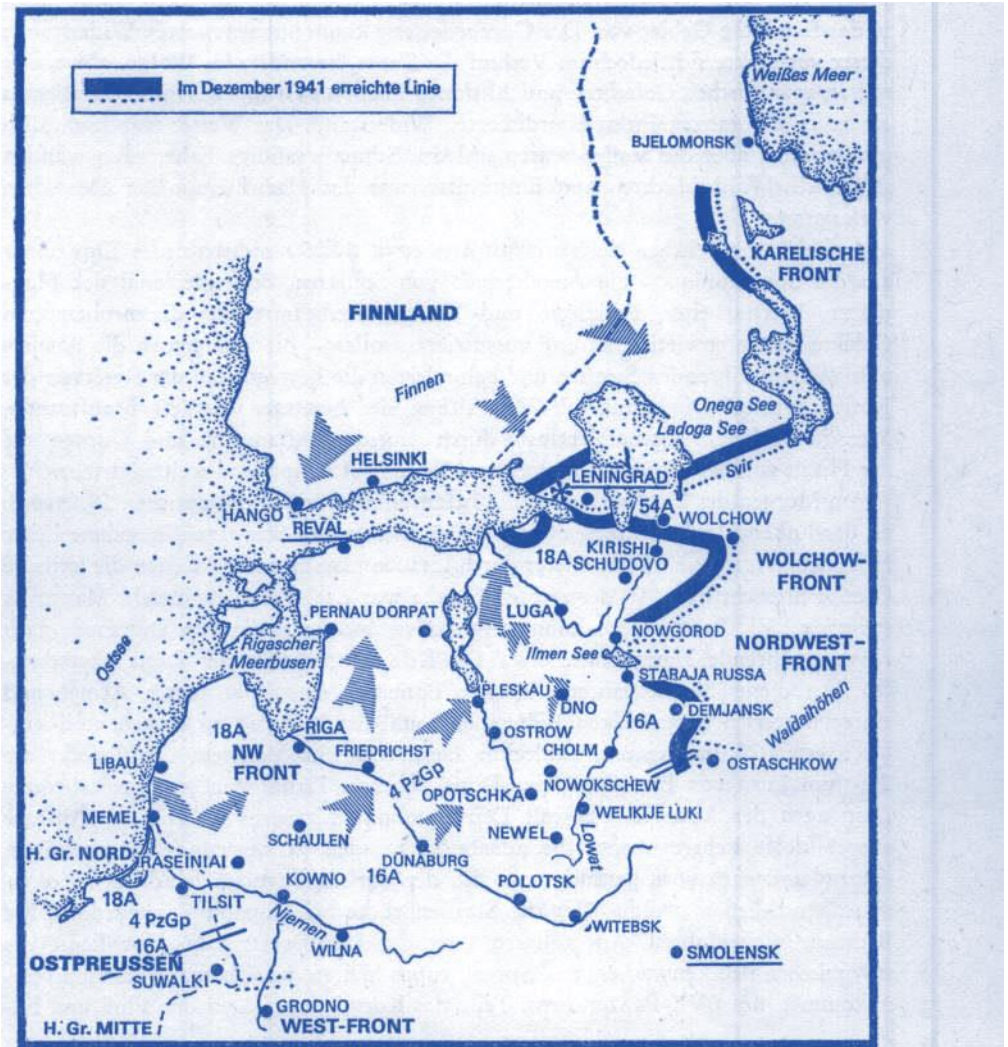 Im Dezember 1941 erreichte Linie
Weißes Meer
BJELOMORSK
KARELISCHE
FRONT
FINNLAND
Finnen
Onega See
Ladoga See
Svir
HELSINKI
LENINGRAD
HANGO
REVAL
54A
WOLCHOW
18A
KIRISHI
SCHUDOVO
WOLCHOW-
FRONT
LUGA
PERNAU DORPAT
NOWGOROD
Ostsee
Rigascher
Meerbusen
Ilmen See
NORDWEST-
FRONT
STARAJA RUSSA
PLESKAU
DNO
DEMJANSK
Waldaihöhen
18A
RIGA
16A
OSTROW
NW
FRONT
FRIEDRICHST
CHOLM
OSTASCHKOW
LIBAU
4 PzGp
NOWOKSCHEW
OPOTSCHKA
WELIKIJE LUKI
MEMEL
SCHAULEN
NEWEL
Lowat
H. Gr. NORD
RASEINIAI
DÜNABURG
16A
18A
KOWNO
POLOTSK
TILSIT
4 PzGp
Njemen
WITEBSK
16A
WILNA
OSTPREUSSEN
SMOLENSK
SUWALKI
GRODNO
H. Gr. MITTE
WEST-FRONT